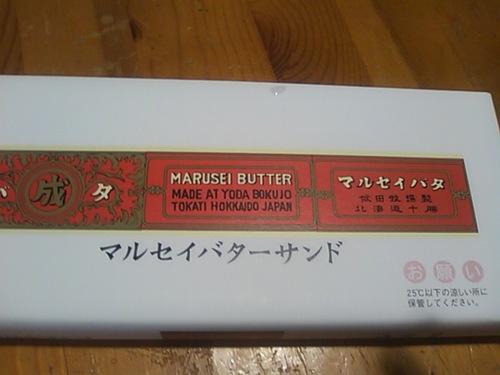 バ 成 タ
MARUSEI BUTTER
MADE AT YODA BOKUJO
TOKATI HOKKAIDO JAPAN
マルセイバタ
依田牧場製
北海道十勝
マルセイバターサンド
お願い
25℃以下の涼しい所に
保管してください。